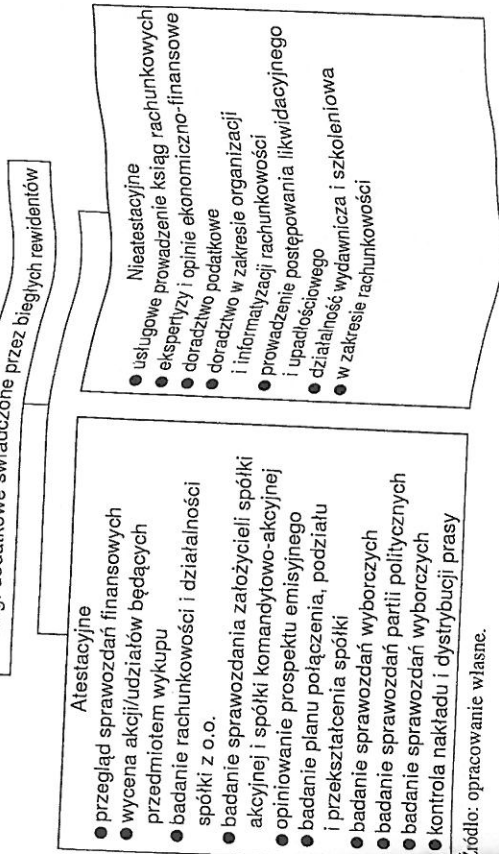 dodatkowe świadczone przez biegłych rewidentów
Atestacyjne
● przegląd sprawozdań finansowych
● wycena akcji/udziałów będących
przedmiotem wykupu
● badanie rachunkowości i działalności
spółki z o.o.
● badanie sprawozdania założycieli spółki
akcyjnej i spółki komandytowo-akcyjnej
● opiniowanie prospektu emisyjnego
● badanie planu połączenia, podziału
i przekształcenia spółki
● badanie sprawozdań wyborczych
● badanie sprawozdań partii politycznych
● badanie sprawozdań wyborczych
● kontrola nakładu i dystrybucji prasy
Nieatestacyjne
● usługowe prowadzenie ksiąg rachunkowych
● ekspertyzy i opinie ekonomiczno-finansowe
● doradztwo podatkowe
● doradztwo w zakresie organizacji
i informatyzacji rachunkowości
● prowadzenie postępowania likwidacyjnego
i upadłościowego
● działalność wydawnicza i szkoleniowa
● w zakresie rachunkowości
Źródło: opracowanie własne.